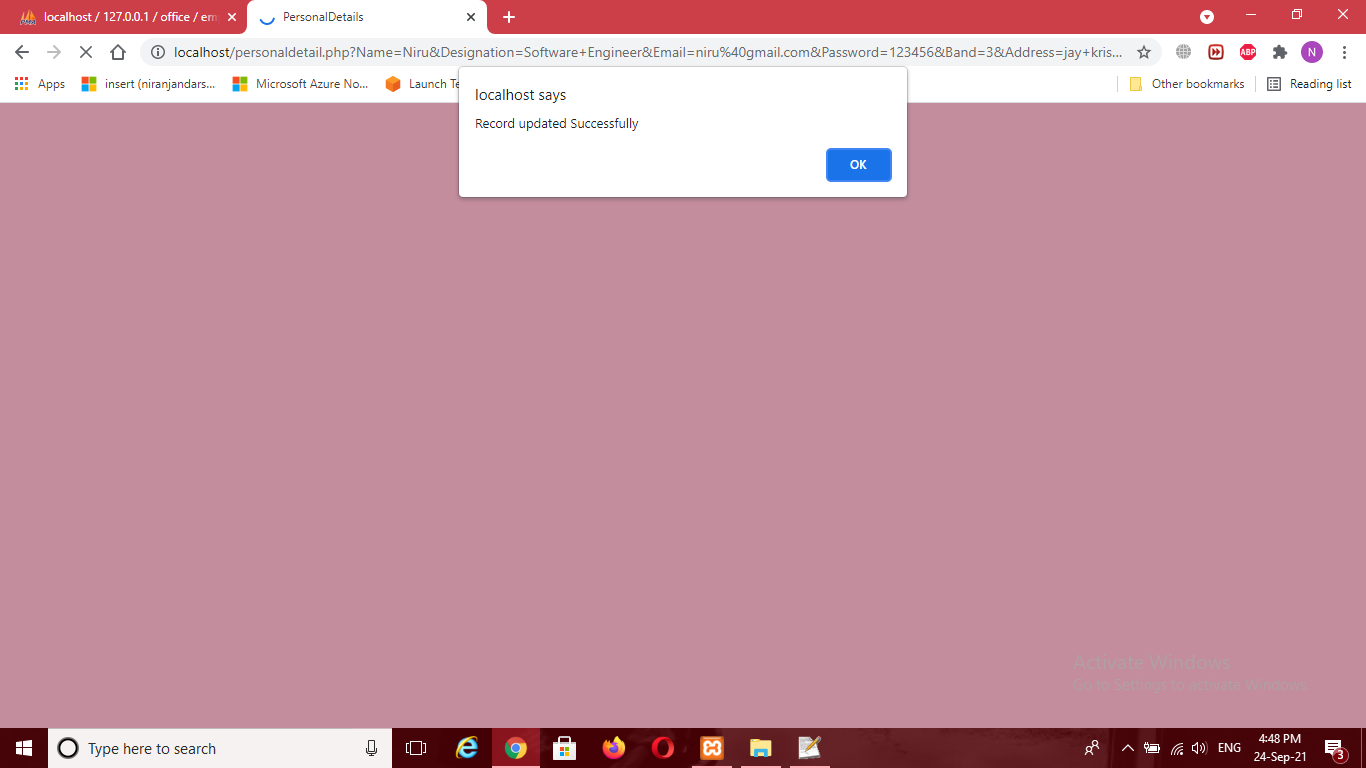 localhost / 127.0.0.1 / office / em
PersonalDetails
localhost/personaldetail.php?Name=Niru&Designation=Software+Engineer&Email=niru%40gmail.com&Password=123456&Band=3&Address=jay+kris...
ABP
N
Apps
insert (niranjandars...
Microsoft Azure No...
Launch Te
Other bookmarks
Reading list
localhost says
Record updated Successfully
OK
Activate Windows
Go to Settings to activate Windows.
Type here to search
ENG
4:48 PM
24-Sep-21
3